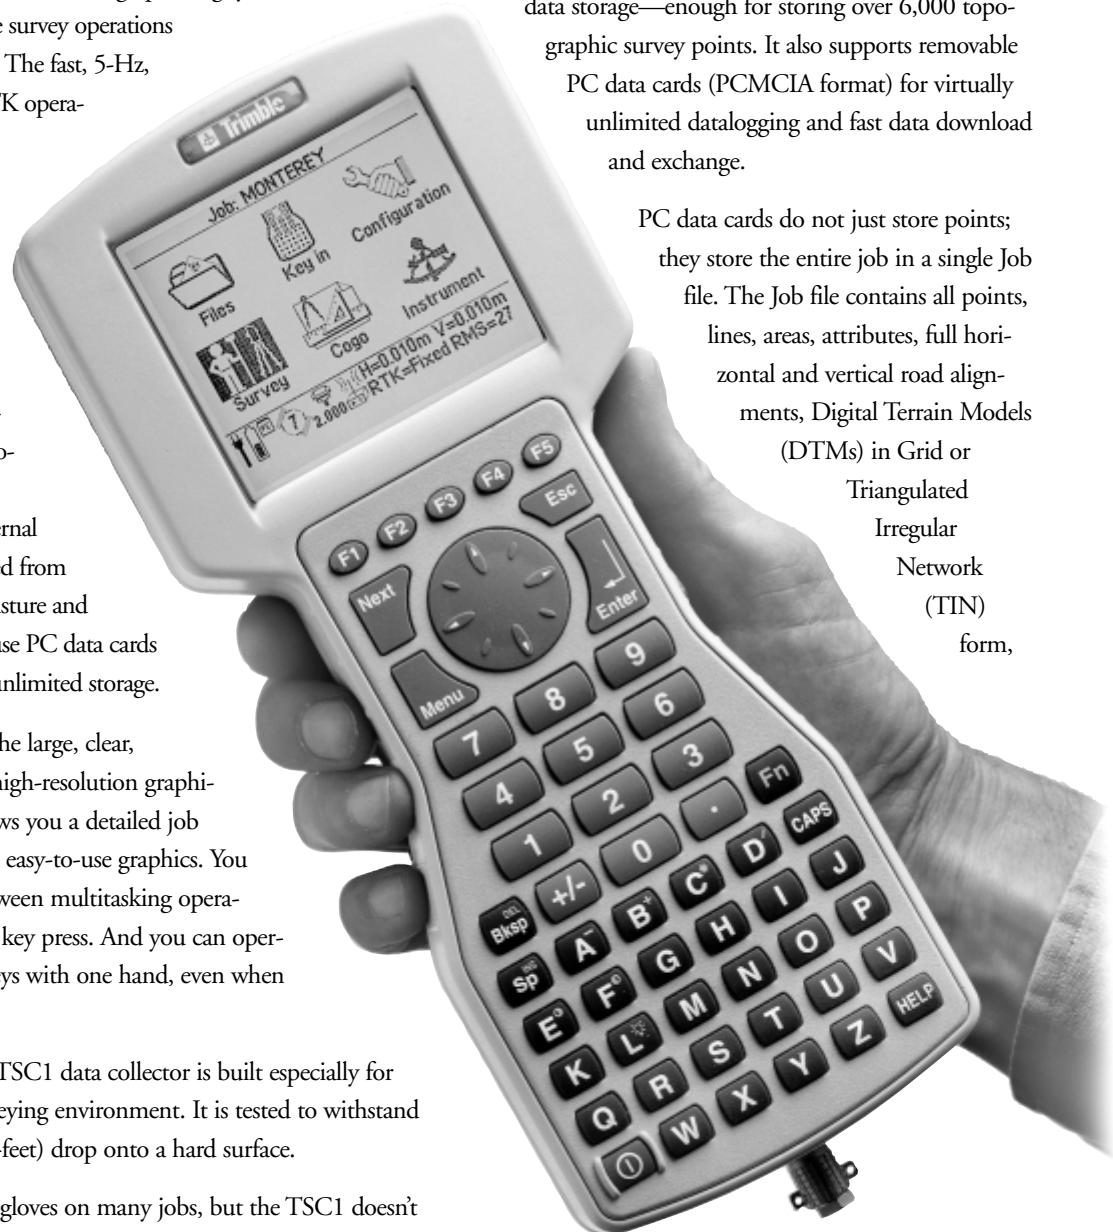 e survey operations
The fast, 5-Hz,
K opera-
o-
ernal
d from
sture and
se PC data cards
unlimited storage.
he large, clear,
high-resolution graphi-
ws you a detailed job
easy-to-use graphics. You
ween multitasking opera-
key press. And you can oper-
ys with one hand, even when
TSC1 data collector is built especially for
eying environment. It is tested to withstand
feet) drop onto a hard surface.
gloves on many jobs, but the TSC1 doesn't
data storage—enough for storing over 6,000 topo-
graphic survey points. It also supports removable
PC data cards (PCMCIA format) for virtually
unlimited datalogging and fast data download
and exchange.
PC data cards do not just store points;
they store the entire job in a single Job
file. The Job file contains all points,
lines, areas, attributes, full hori-
zontal and vertical road align-
ments, Digital Terrain Models
(DTMs) in Grid or
Triangulated
Irregular
Network
(TIN)
form,
Trimble
Job: MONTEREY
Files
Key in
Configuration
Survey
Cogo
Instrument
7
2.000
H=0.010m V=0.010m
RTK=Fixed RMS=27
F1 F2 F3 F4 F5
Next
Esc
Enter
Menu
7 8 9
4 5 6
1 2 3
+/- 0 .
Fn
DEL
Bksp A- B+ C* D/ CAPS
INS
Sp F G H I J
E L M N O P
K R S T U V
Q W X Y Z HELP